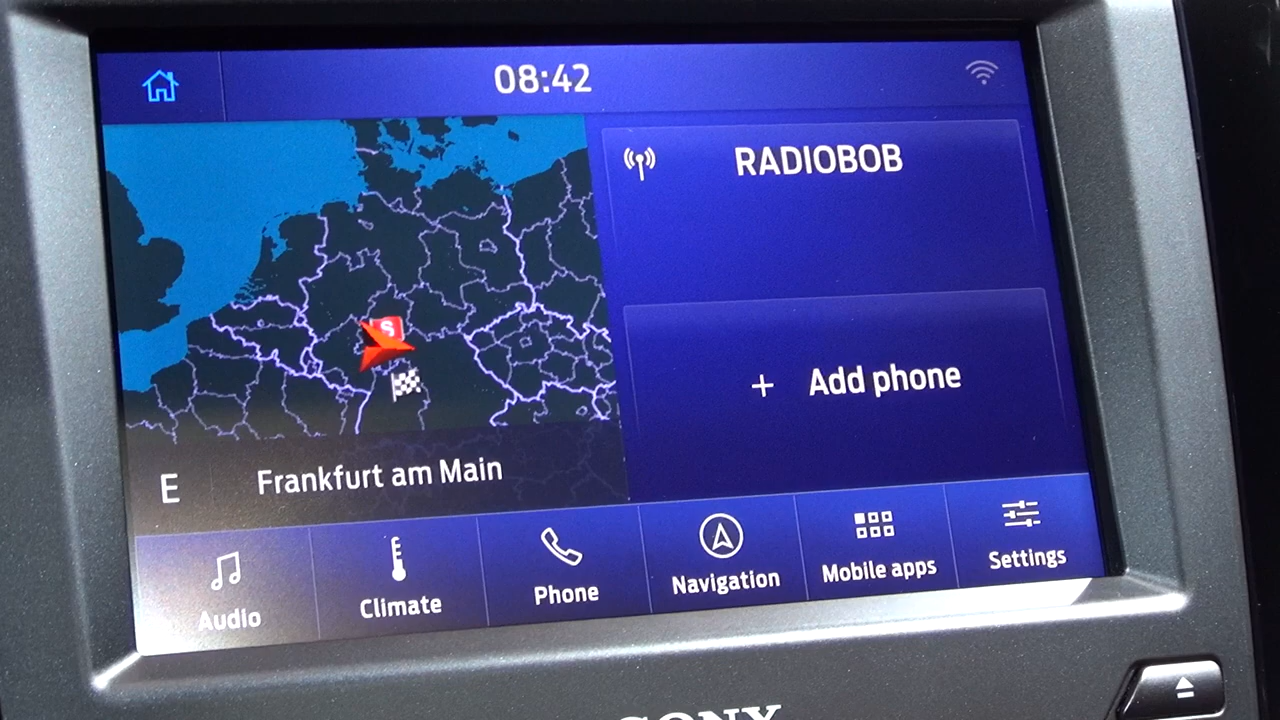 08:42
RADIOBOB
S
+ Add phone
E Frankfurt am Main
Audio Climate Phone Navigation Mobile apps Settings
SONY